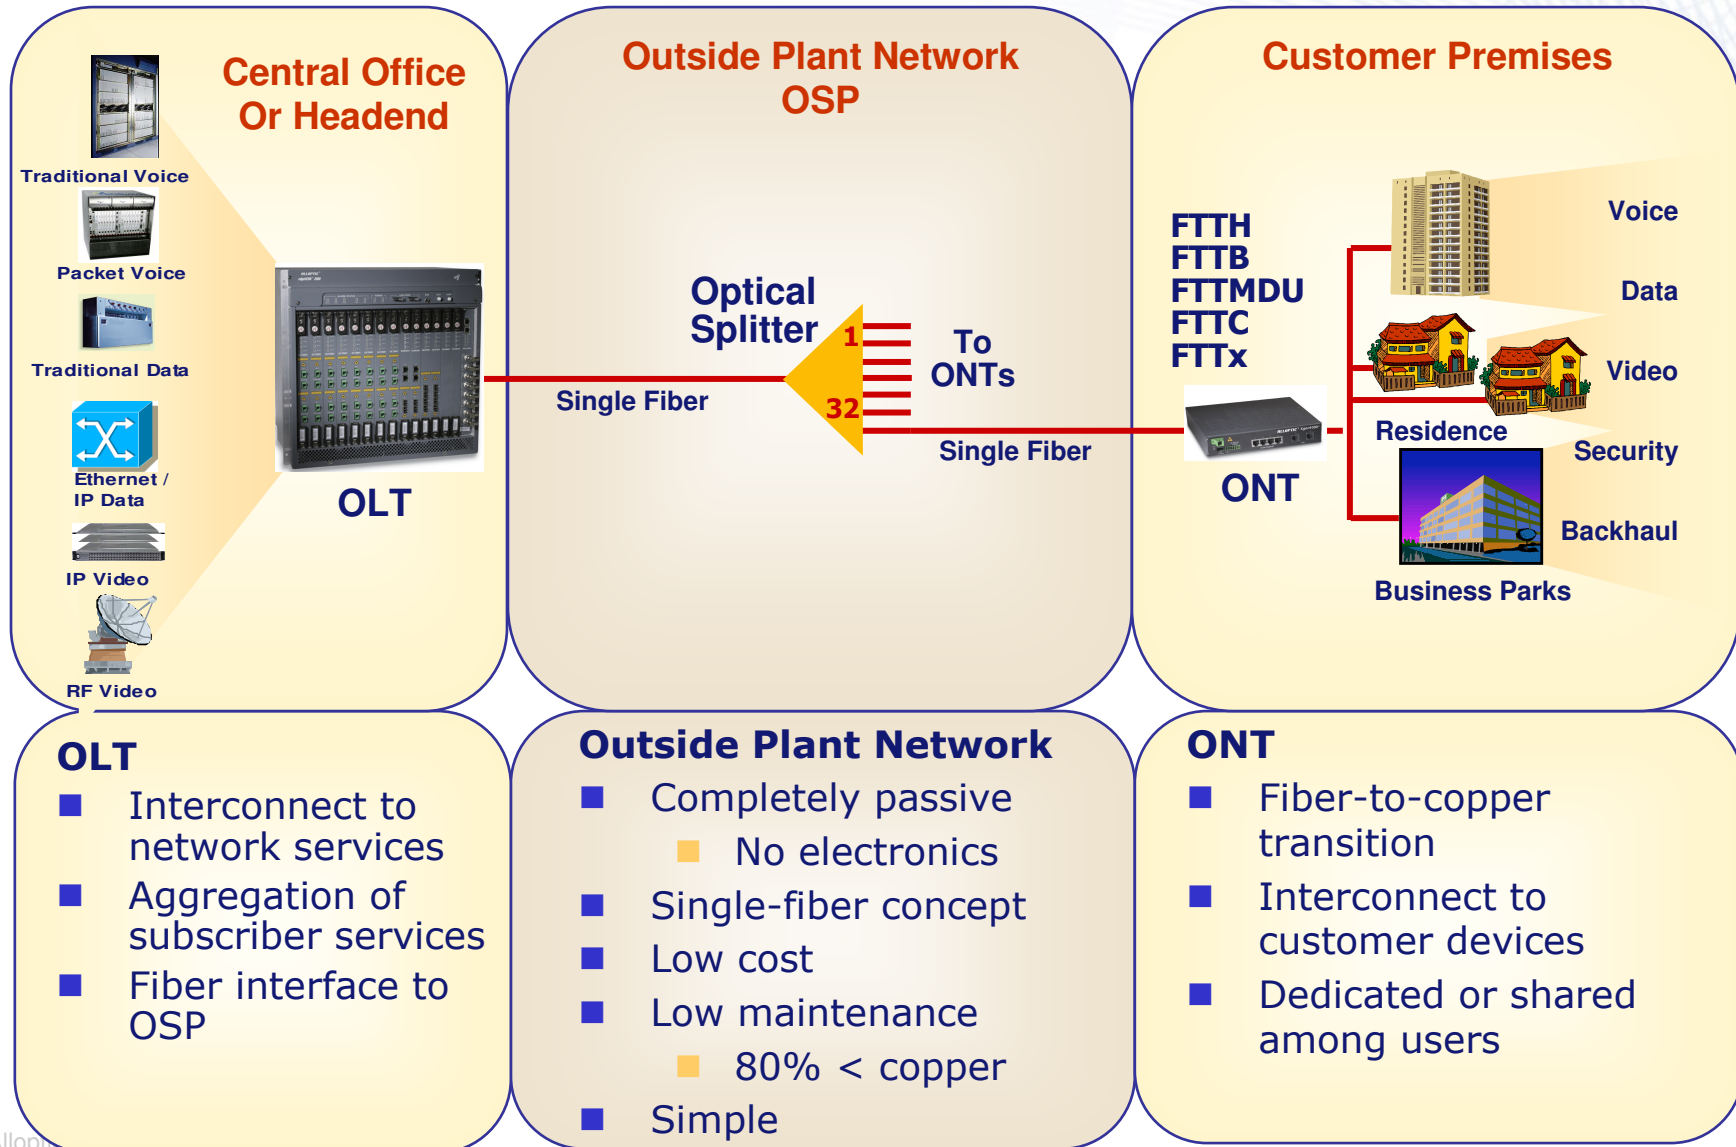 Central Office
Or Headend
Traditional Voice
Packet Voice
Traditional Data
Ethernet /
IP Data
IP Video
RF Video
OLT
Outside Plant Network
OSP
Optical
Splitter
1
32
To
ONTs
Single Fiber
Single Fiber
Customer Premises
FTTH
FTTB
FTTMDU
FTTC
FTTx
ONT
Residence
Business Parks
Voice
Data
Video
Security
Backhaul
OLT
Interconnect to
network services
Aggregation of
subscriber services
Fiber interface to
OSP
Outside Plant Network
Completely passive
No electronics
Single-fiber concept
Low cost
Low maintenance
80% < copper
Simple
ONT
Fiber-to-copper
transition
Interconnect to
customer devices
Dedicated or shared
among users